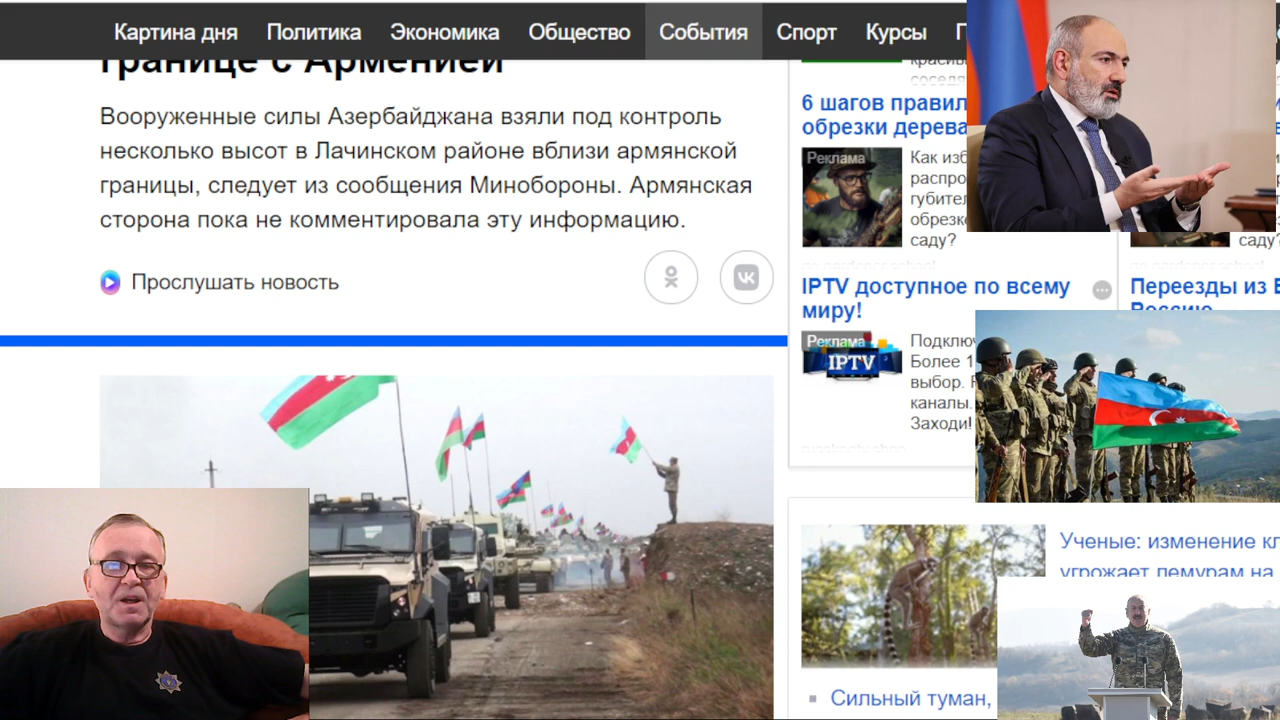 Картина дня Политика Экономика Общество События Спорт Курсы
границе с Арменией
Вооруженные силы Азербайджана взяли под контроль
несколько высот в Лачинском районе вблизи армянской
границы, следует из сообщения Минобороны. Армянская
сторона пока не комментировала эту информацию.
Прослушать новость
6 шагов правил
обрезки дерева
Реклама
Как изб
распро
губител
обрезк
саду?
саду?
IPTV доступное по всему
миру!
Реклама
IPTV
Подключ
Более 1
выбор. F
каналы.
Заходи!
Переезды из Е
Россию
Ученые: изменение кл
угрожает лемурам на
Сильный туман,